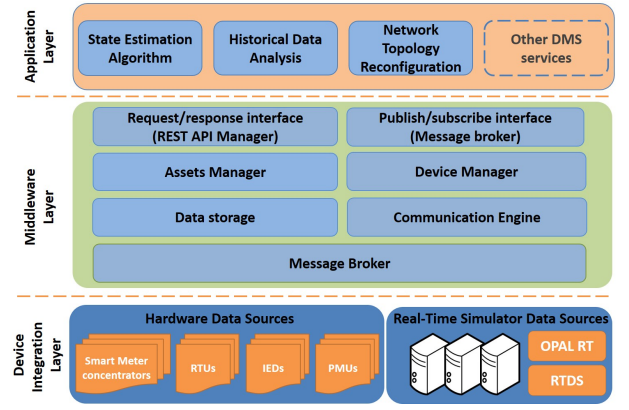 Application
Layer
State Estimation
Algorithm
Historical Data
Analysis
Network
Topology
Reconfiguration
Other DMS
services
Middleware
Layer
Request/response interface
(REST API Manager)
Publish/subscribe interface
(Message broker)
Assets Manager
Device Manager
Data storage
Communication Engine
Message Broker
Device
Integration
Layer
Hardware Data Sources
Smart Meter
concentrators
RTUs
IEDs
PMUs
Real-Time Simulator Data Sources
OPAL RT
RTDS